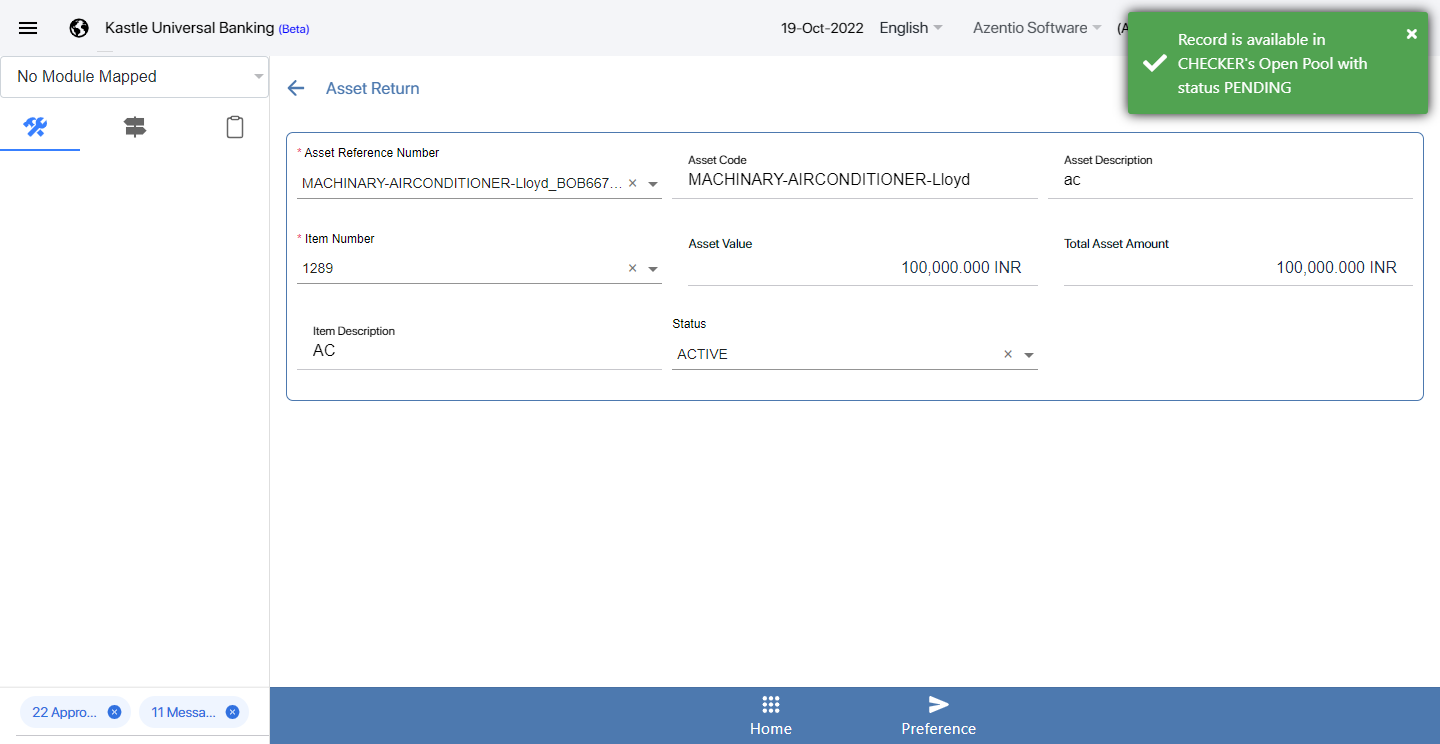 Kastle Universal Banking (Beta)
19-Oct-2022
English
Azentio Software
(A
Record is available in
CHECKER's Open Pool with
status PENDING
No Module Mapped
Asset Return
* Asset Reference Number
MACHINARY-AIRCONDITIONER-Lloyd_BOB667...
Asset Code
MACHINARY-AIRCONDITIONER-Lloyd
Asset Description
ac
* Item Number
1289
Asset Value
100,000.000 INR
Total Asset Amount
100,000.000 INR
Item Description
AC
Status
ACTIVE
22 Appro...
11 Messa...
Home
Preference